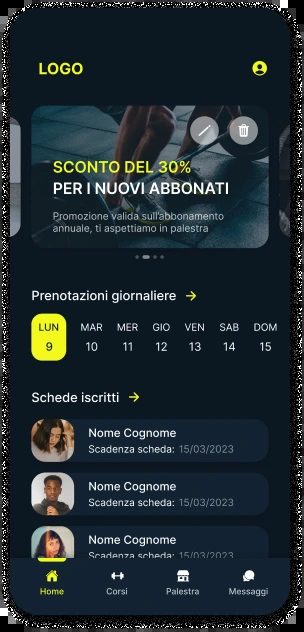 LOGO
SCONTO DEL 30%
PER I NUOVI ABBONATI
Promozione valida sull'abbonamento
annuale, ti aspettiamo in palestra
Prenotazioni giornaliere
LUN MAR MER GIO VEN SAB DOM
9 10 11 12 13 14 15
Schede iscritti
Nome Cognome
Scadenza scheda: 15/03/2023
Nome Cognome
Scadenza scheda: 15/03/2023
Nome Cognome
Scadenza scheda: 15/03/2023
Home Corsi Palestra Messaggi